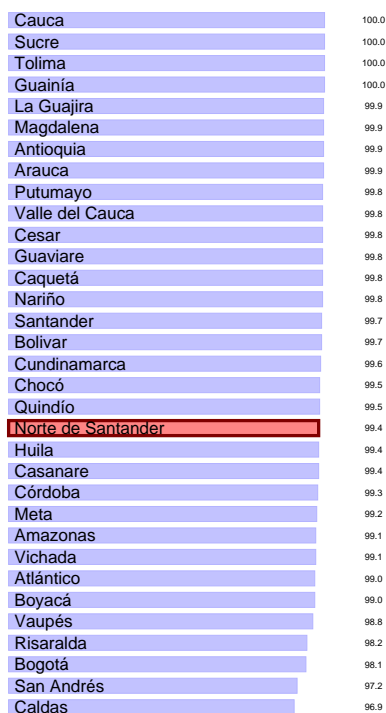 Cauca 100.0
Sucre 100.0
Tolima 100.0
Guainía 100.0
La Guajira 99.9
Magdalena 99.9
Antioquia 99.9
Arauca 99.9
Putumayo 99.8
Valle del Cauca 99.8
Cesar 99.8
Guaviare 99.8
Caquetá 99.8
Nariño 99.8
Santander 99.7
Bolivar 99.7
Cundinamarca 99.6
Chocó 99.5
Quindío 99.5
Norte de Santander 99.4
Huila 99.4
Casanare 99.4
Córdoba 99.3
Meta 99.2
Amazonas 99.1
Vichada 99.1
Atlántico 99.0
Boyacá 99.0
Vaupés 98.8
Risaralda 98.2
Bogotá 98.1
San Andrés 97.2
Caldas 96.9